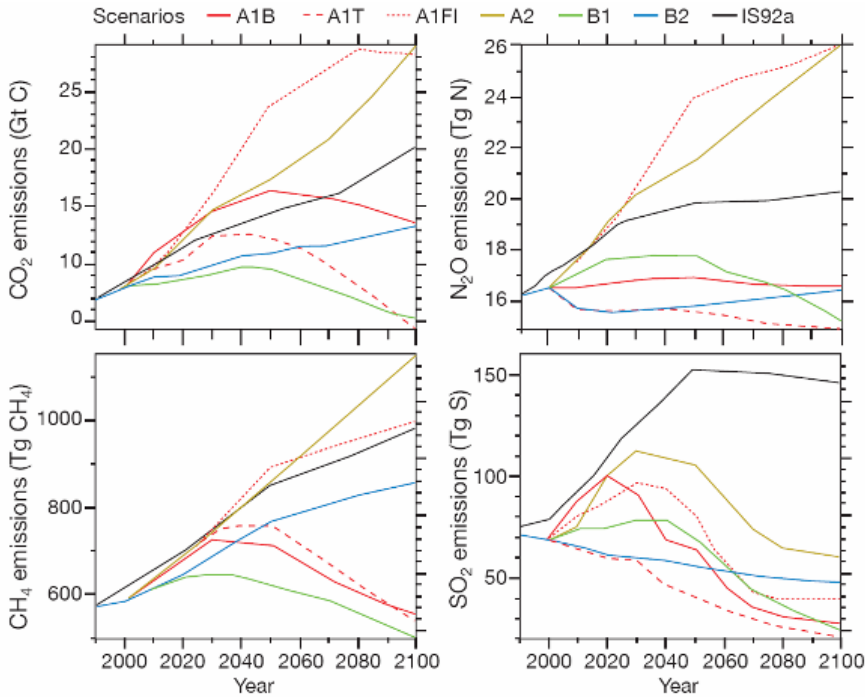 Scenarios A1B A1T A1FI A2 B1 B2 IS92a
CO2 emissions (Gt C)
25
20
15
10
0
N2O emissions (Tg N)
26
24
22
20
18
16
CH4 emissions (Tg CH4)
1000
800
600
2000 2020 2040 2060 2080 2100
Year
SO2 emissions (Tg S)
150
100
50
2000 2020 2040 2060 2080 2100
Year